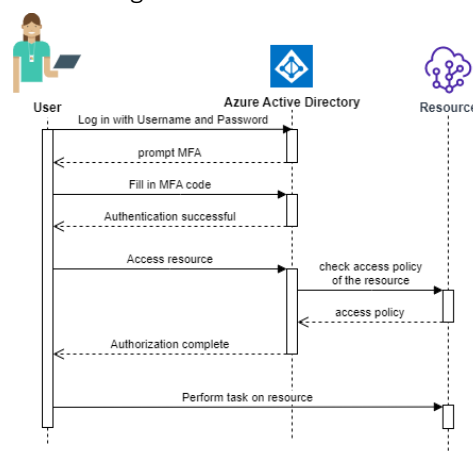 User
Azure Active Directory
Resource
Log in with Username and Password
prompt MFA
Fill in MFA code
Authentication successful
Access resource
check access policy
of the resource
access policy
Authorization complete
Perform task on resource